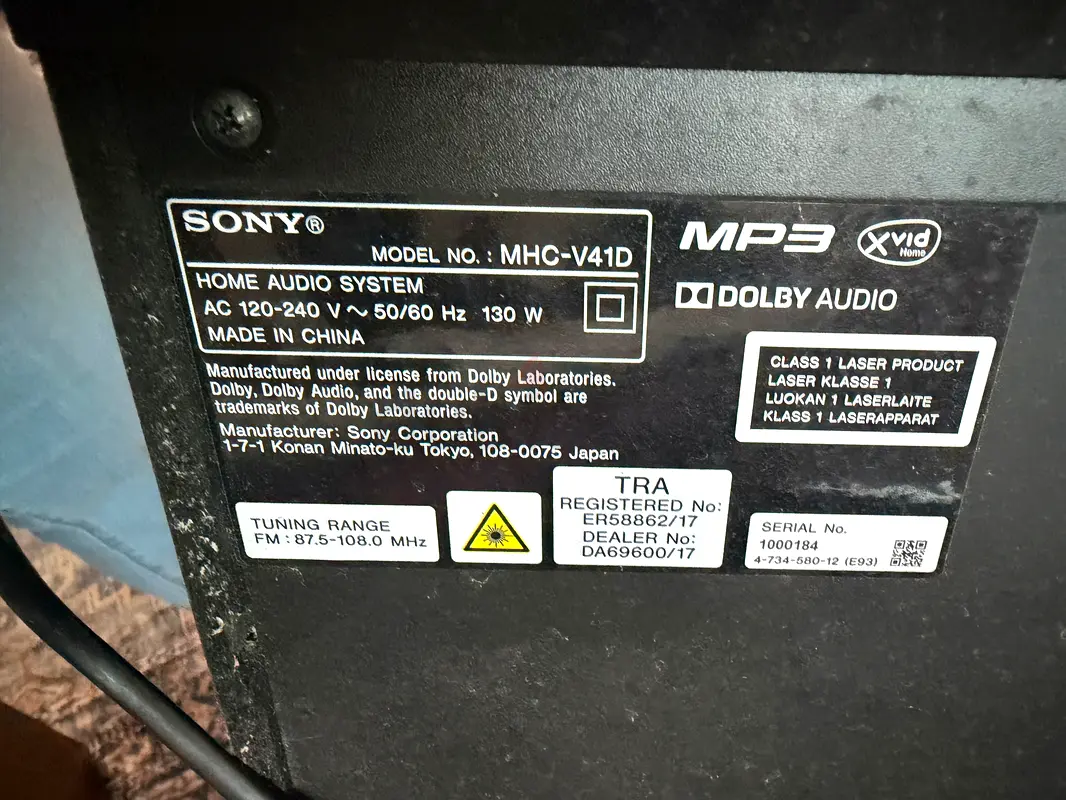 SONY®
MODEL NO. : MHC-V41D
HOME AUDIO SYSTEM
AC 120-240 V ~ 50/60 Hz 130 W
MADE IN CHINA
Manufactured under license from Dolby Laboratories.
Dolby, Dolby Audio, and the double-D symbol are
trademarks of Dolby Laboratories.
Manufacturer: Sony Corporation
1-7-1 Konan Minato-ku Tokyo, 108-0075 Japan
MP3
Xvid
Home
DOLBY AUDIO
CLASS 1 LASER PRODUCT
LASER KLASSE 1
LUOKAN 1 LASERLAITE
KLASS 1 LASERAPPARAT
TUNING RANGE
FM : 87.5-108.0 MHz
TRA
REGISTERED No:
ER58862/17
DEALER No:
DA69600/17
SERIAL No.
1000184
4-734-580-12 (E93)